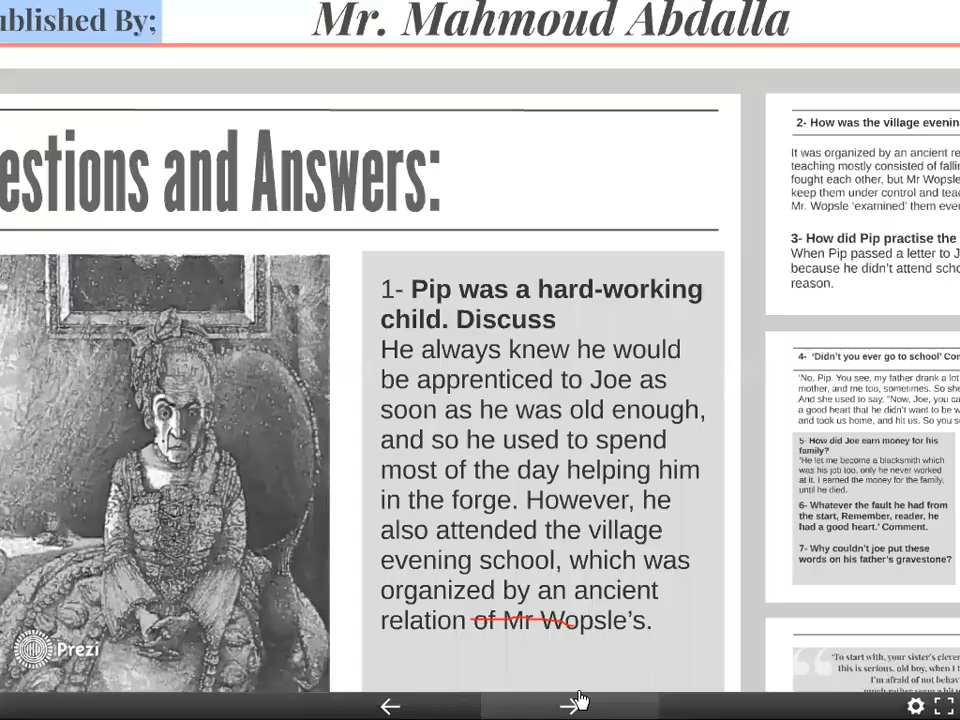 ublished By;
Mr. Mahmoud Abdalla
estions and Answers:
1- Pip was a hard-working
child. Discuss
He always knew he would
be apprenticed to Joe as
soon as he was old enough,
and so he used to spend
most of the day helping him
in the forge. However, he
also attended the village
evening school, which was
organized by an ancient
relation of Mr Wopsle's.
Prezi
2- How was the village evenin
It was organized by an ancient re
teaching mostly consisted of fallin
fought each other, but Mr Wopsle
keep them under control and teac
Mr. Wopsle 'examined' them eve
3- How did Pip practise the
When Pip passed a letter to J
because he didn't attend scho
reason.
4- 'Didn't you ever go to school' Con
'No, Pip. You see, my father drank a lot
mother, and me too, sometimes. So she
And she used to say, "Now, Joe, you ca
a good heart that he didn't want to be w
and took us home, and hit us. So you s
5- How did Joe earn money for his
family?
'He let me become a blacksmith which
was his job too. only he never worked
at it. I earned the money for the family,
until he died.
6- Whatever the fault he had from
the start, Remember, reader, he
had a good heart.' Comment.
7- Why couldn't joe put these
words on his father's gravestone?
'To start with, your sister's clever
this is serious. old boy, when I t
I'm afraid of not behav